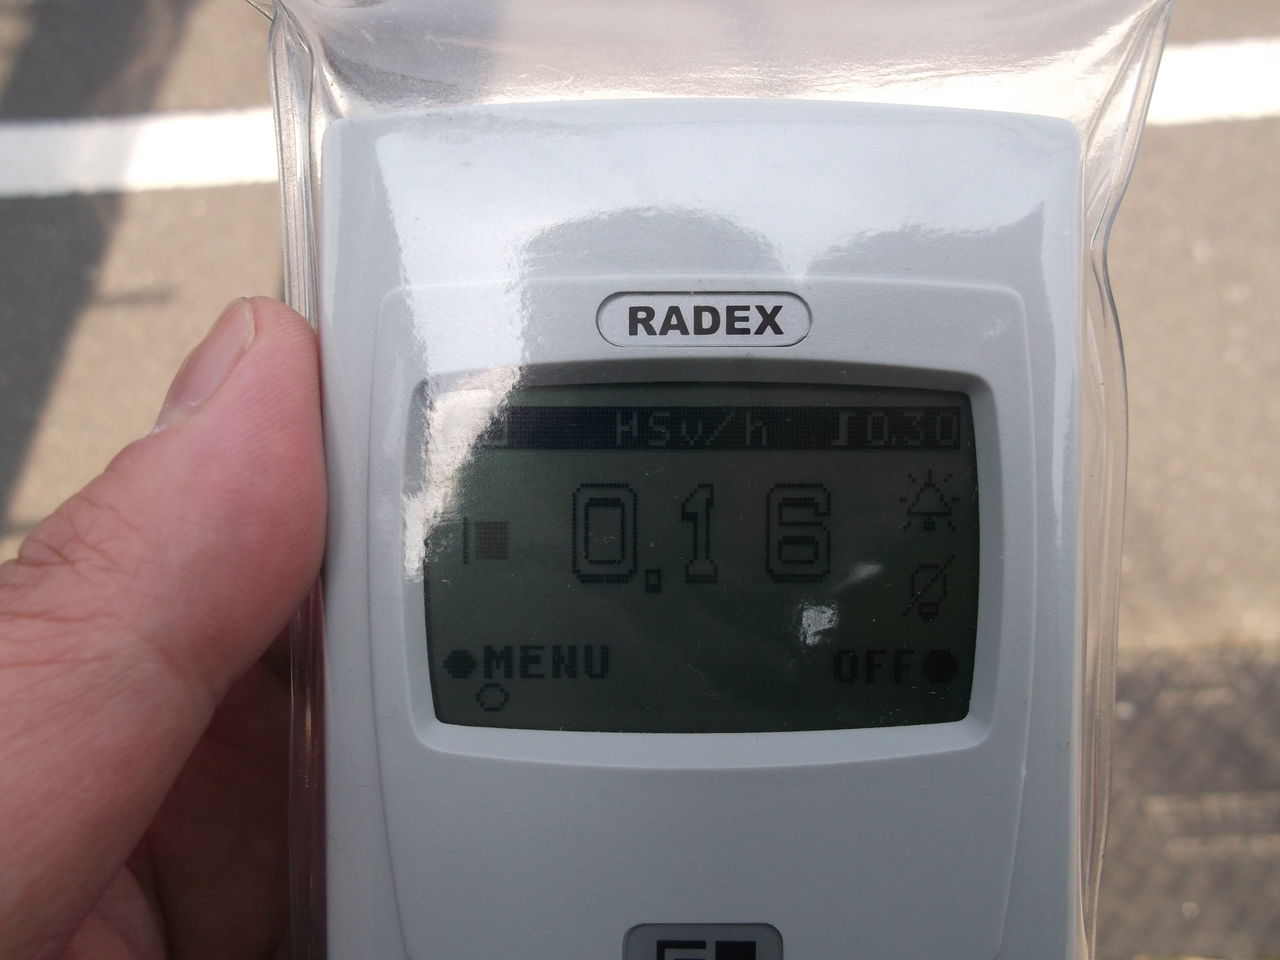 RADEX
μSv/h 0.30
0.16
MENU OFF